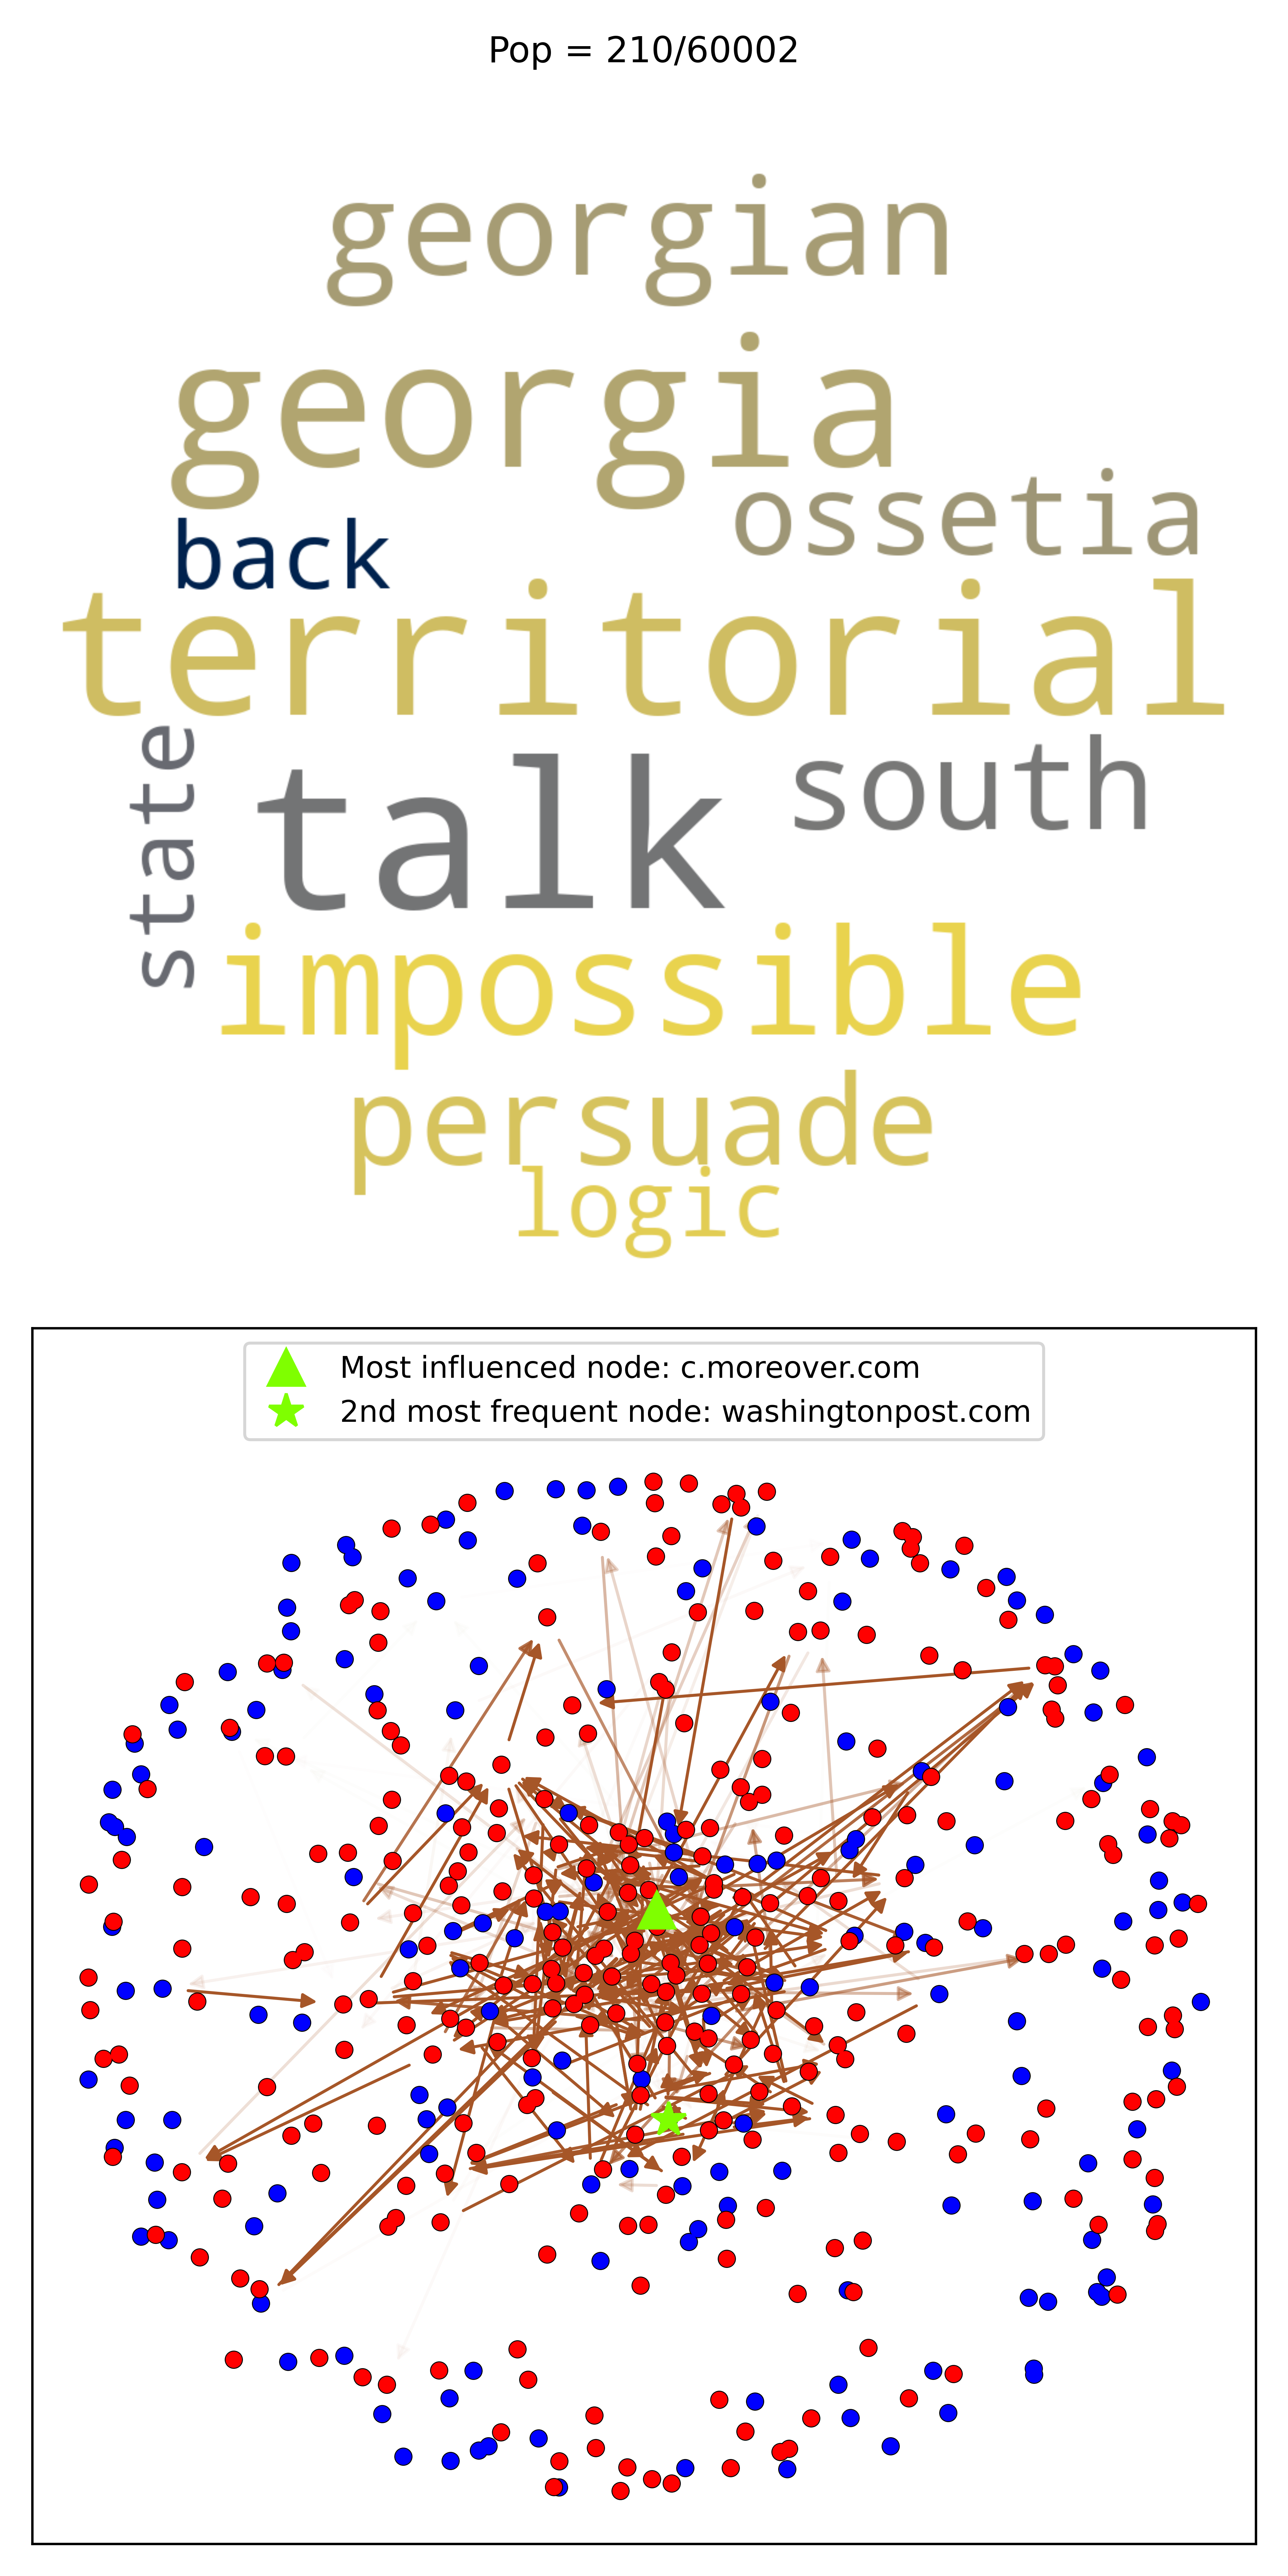 Pop = 210/60002
georgian
georgia
ossetia
back
territorial
state
talk
south
impossible
persuade
logic
Most influenced node: c.moreover.com
2nd most frequent node: washingtonpost.com